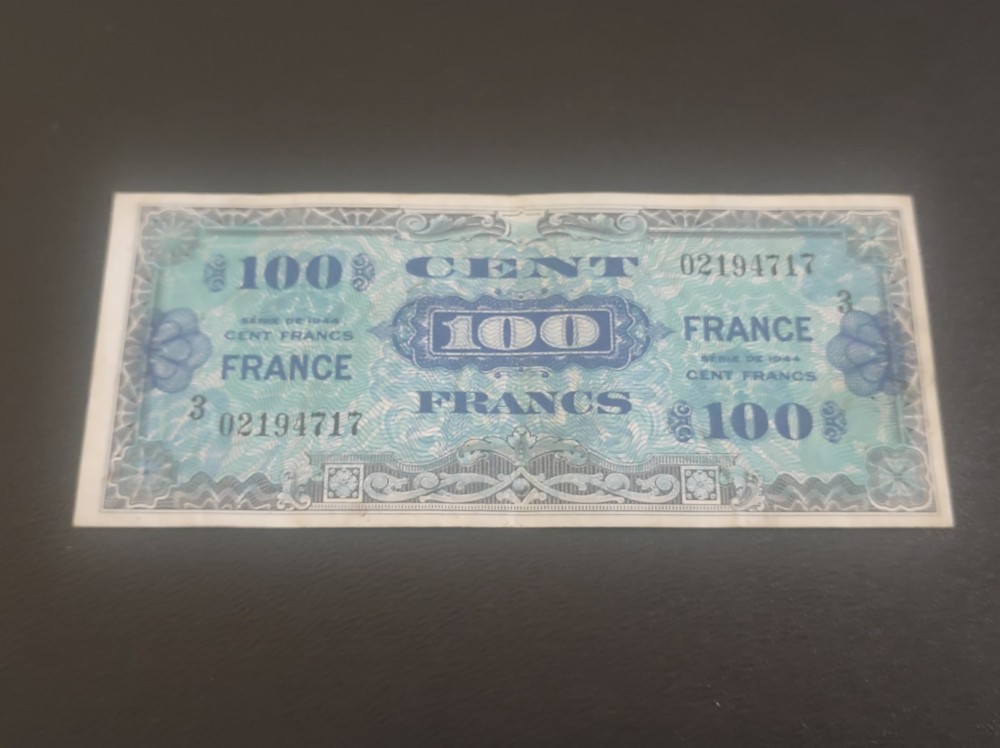 100 CENT 02194717
3
SÉRIE DE 1944
CENT FRANCS
FRANCE
100
FRANCE
SÉRIE DE 1944
CENT FRANCS
3 02194717
FRANCS
100